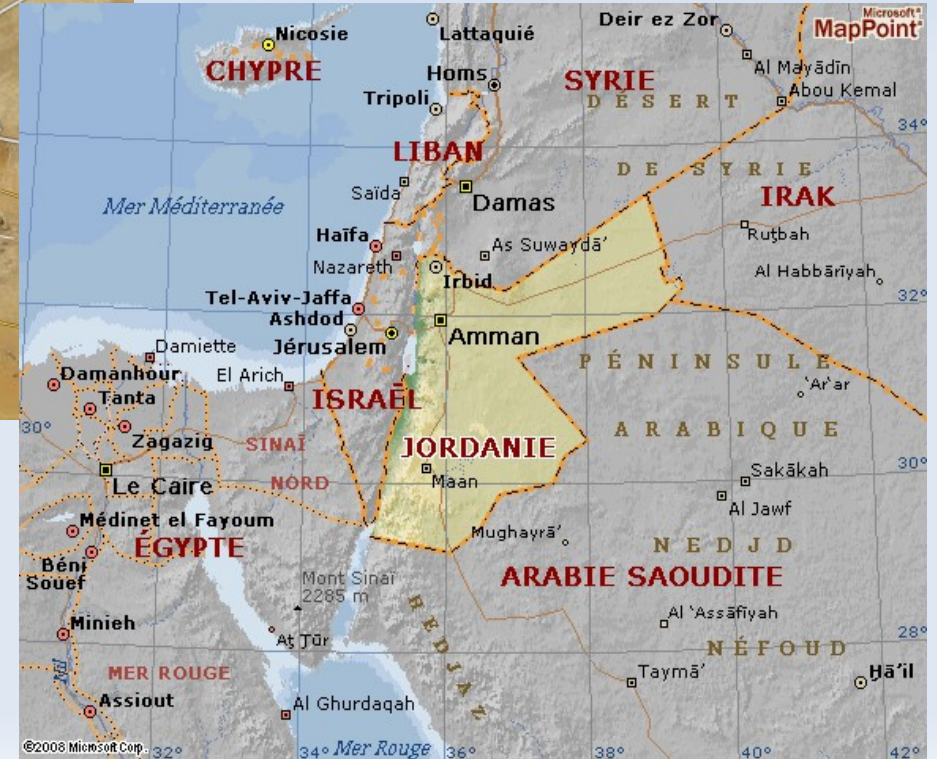 Microsoft®
MapPoint®
Nicosie
CHYPRE
Lattaquié
Homs
Tripoli
Deir ez Zor
Al Mayādīn
Abou Kemal
SYRIE
DÉSERT
34°
LIBAN
DE SYRIE
Saïda
Damas
IRAK
Mer Méditerranée
Haïfa
Nazareth
As Suwaydā’
Ruţbah
Irbid
Al Habbārīyah
Tel-Aviv-Jaffa
32°
Ashdod
Jérusalem
Amman
Damiette
PÉNINSULE
Damanhour
El Arich
‘Ar‘ar
Tanta
ISRAËL
30°
Zagazig
SINAÏ
ARABIQUE
JORDANIE
30°
Le Caire
NORD
Maan
Sakākah
Al Jawf
Médinet el Fayoum
Mughayrā’
NEDJD
ÉGYPTE
Béni
Souef
Mont Sinaï
2285 m
ARABIE SAOUDITE
HEDJAZ
Al ‘Assāfīyah
Minieh
Aţ Ţūr
28°
NÉFOUD
MER ROUGE
Taymā’
Ḩā’il
Nil
Assiout
Al Ghurdaqah
©2008 Microsoft Corp.
32°
34°
Mer Rouge
36°
38°
40°
42°